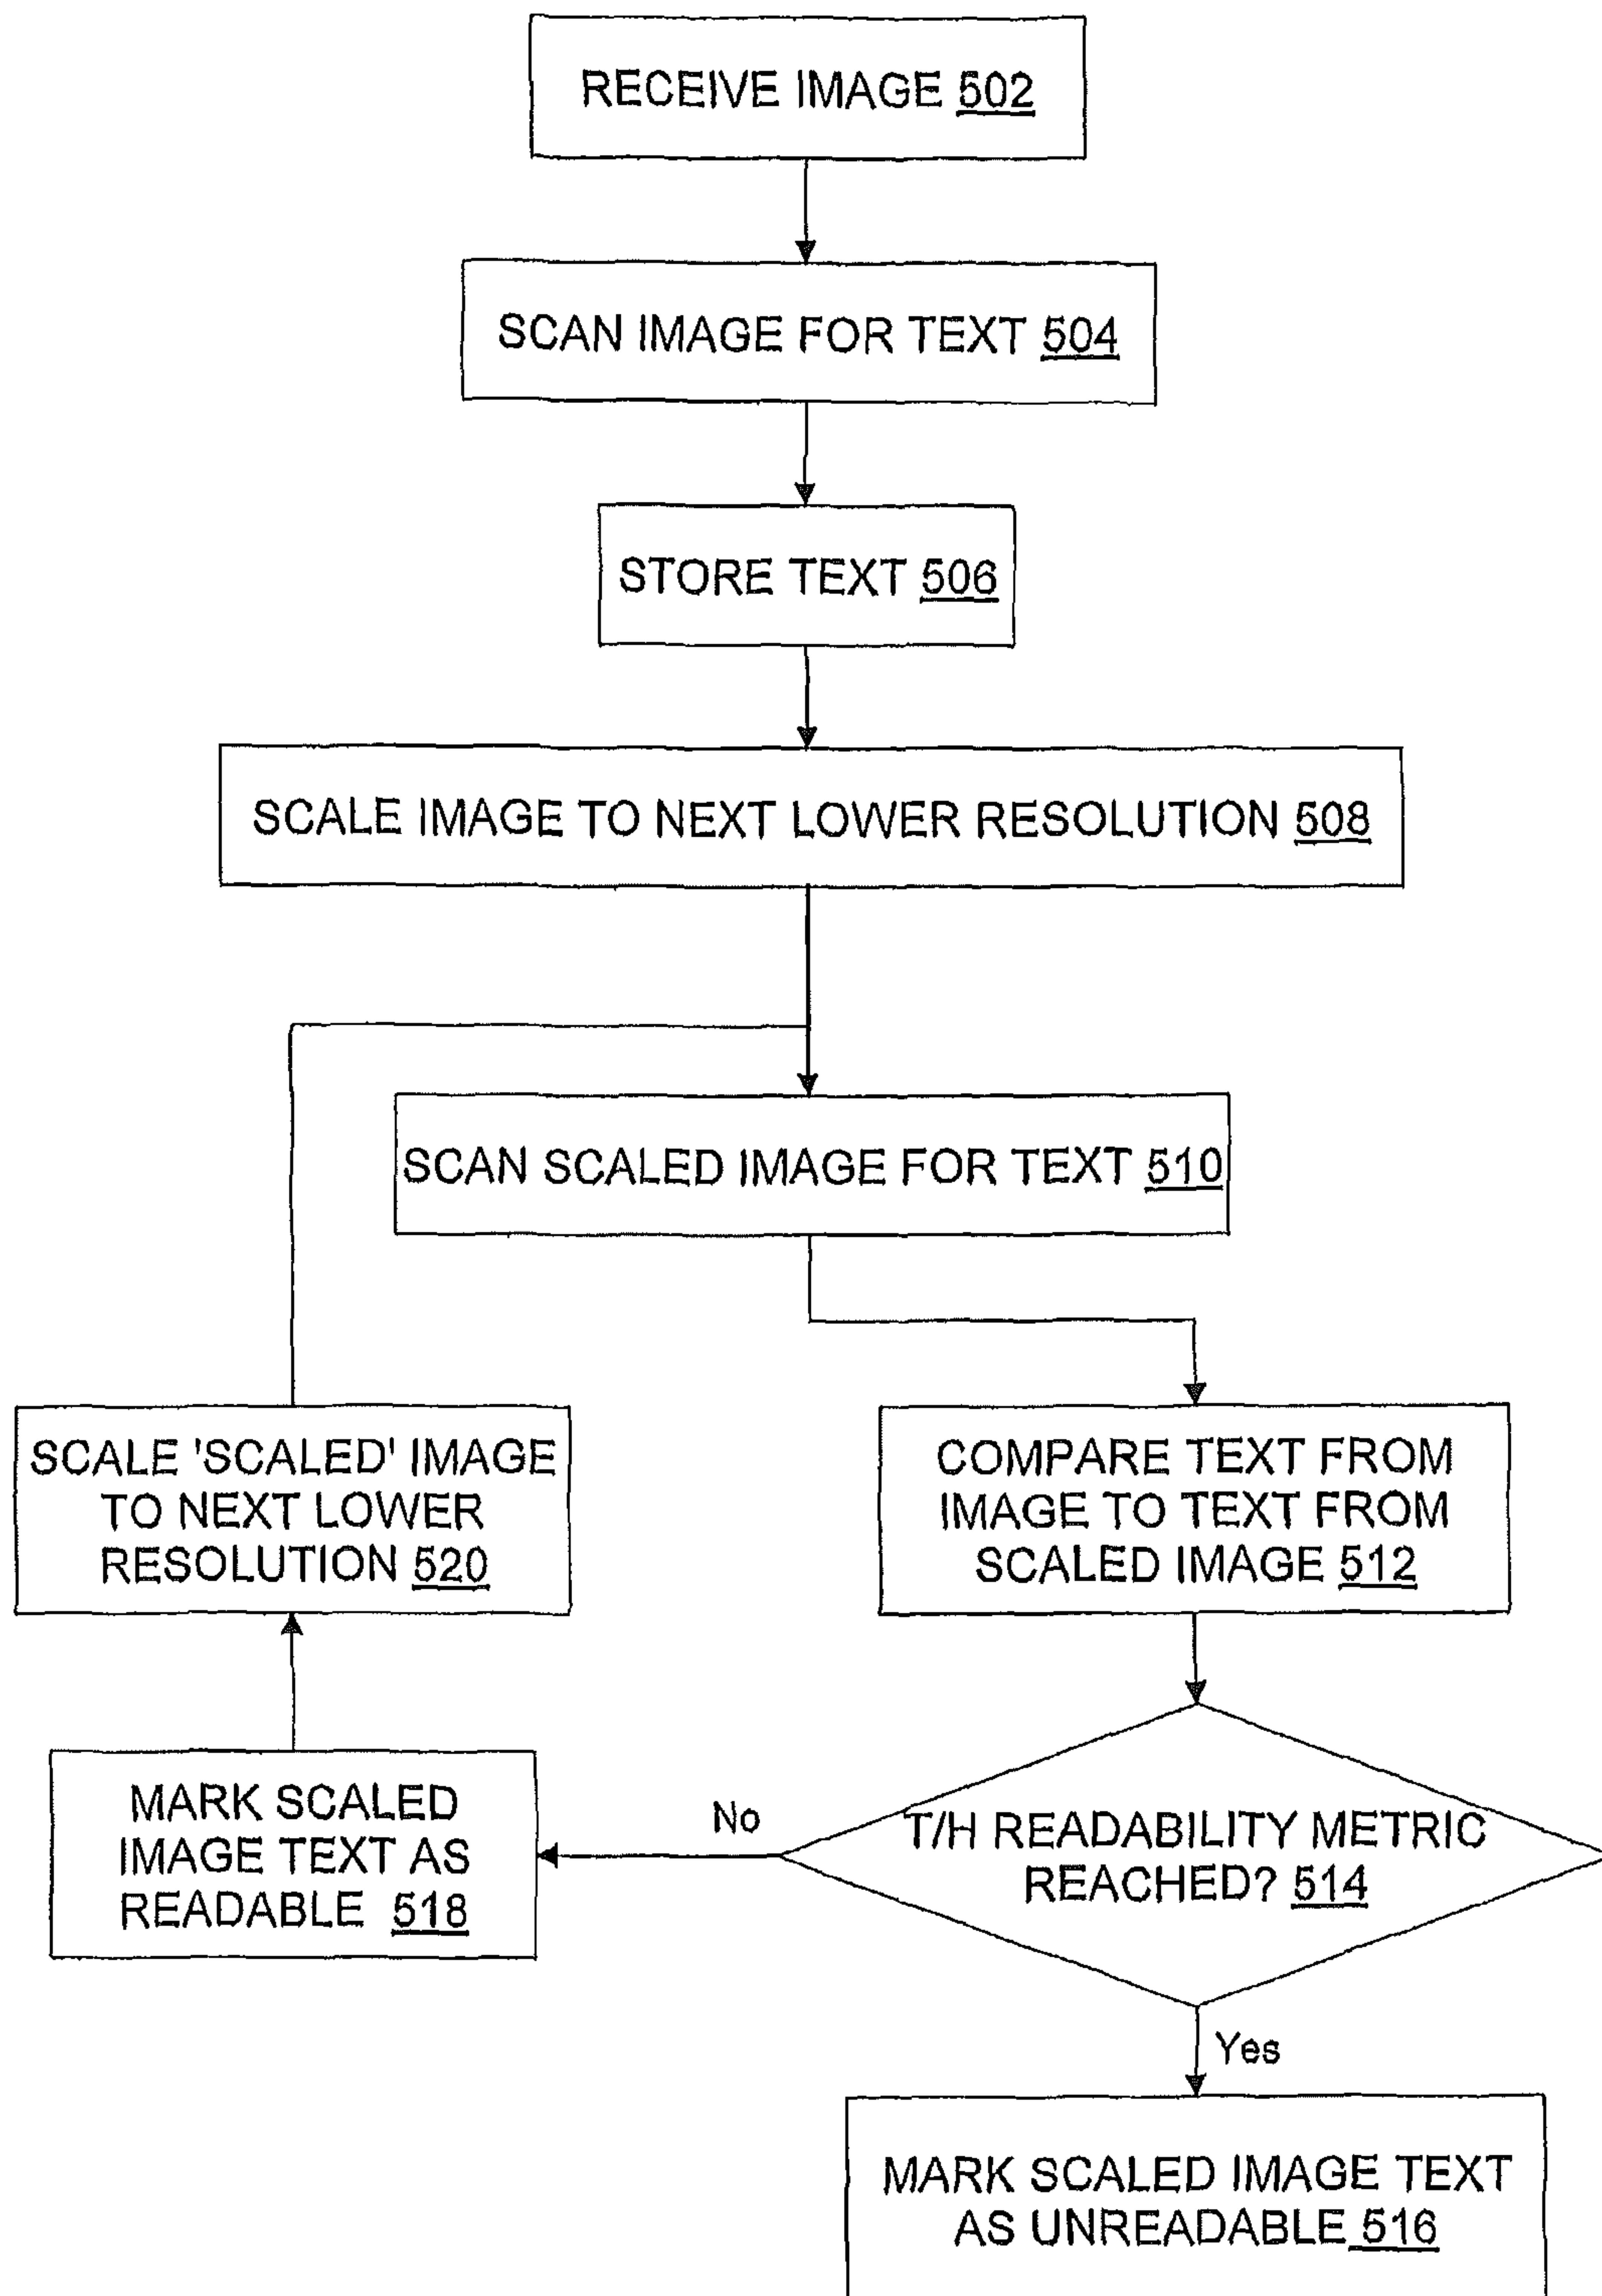 RECEIVE IMAGE 502
SCAN IMAGE FOR TEXT 504
STORE TEXT 506
SCALE IMAGE TO NEXT LOWER RESOLUTION 508
SCAN SCALED IMAGE FOR TEXT 510
COMPARE TEXT FROM
IMAGE TO TEXT FROM
SCALED IMAGE 512
T/H READABILITY METRIC
REACHED? 514
No
Yes
MARK SCALED IMAGE TEXT
AS UNREADABLE 516
MARK SCALED
IMAGE TEXT AS
READABLE 518
SCALE 'SCALED' IMAGE
TO NEXT LOWER
RESOLUTION 520